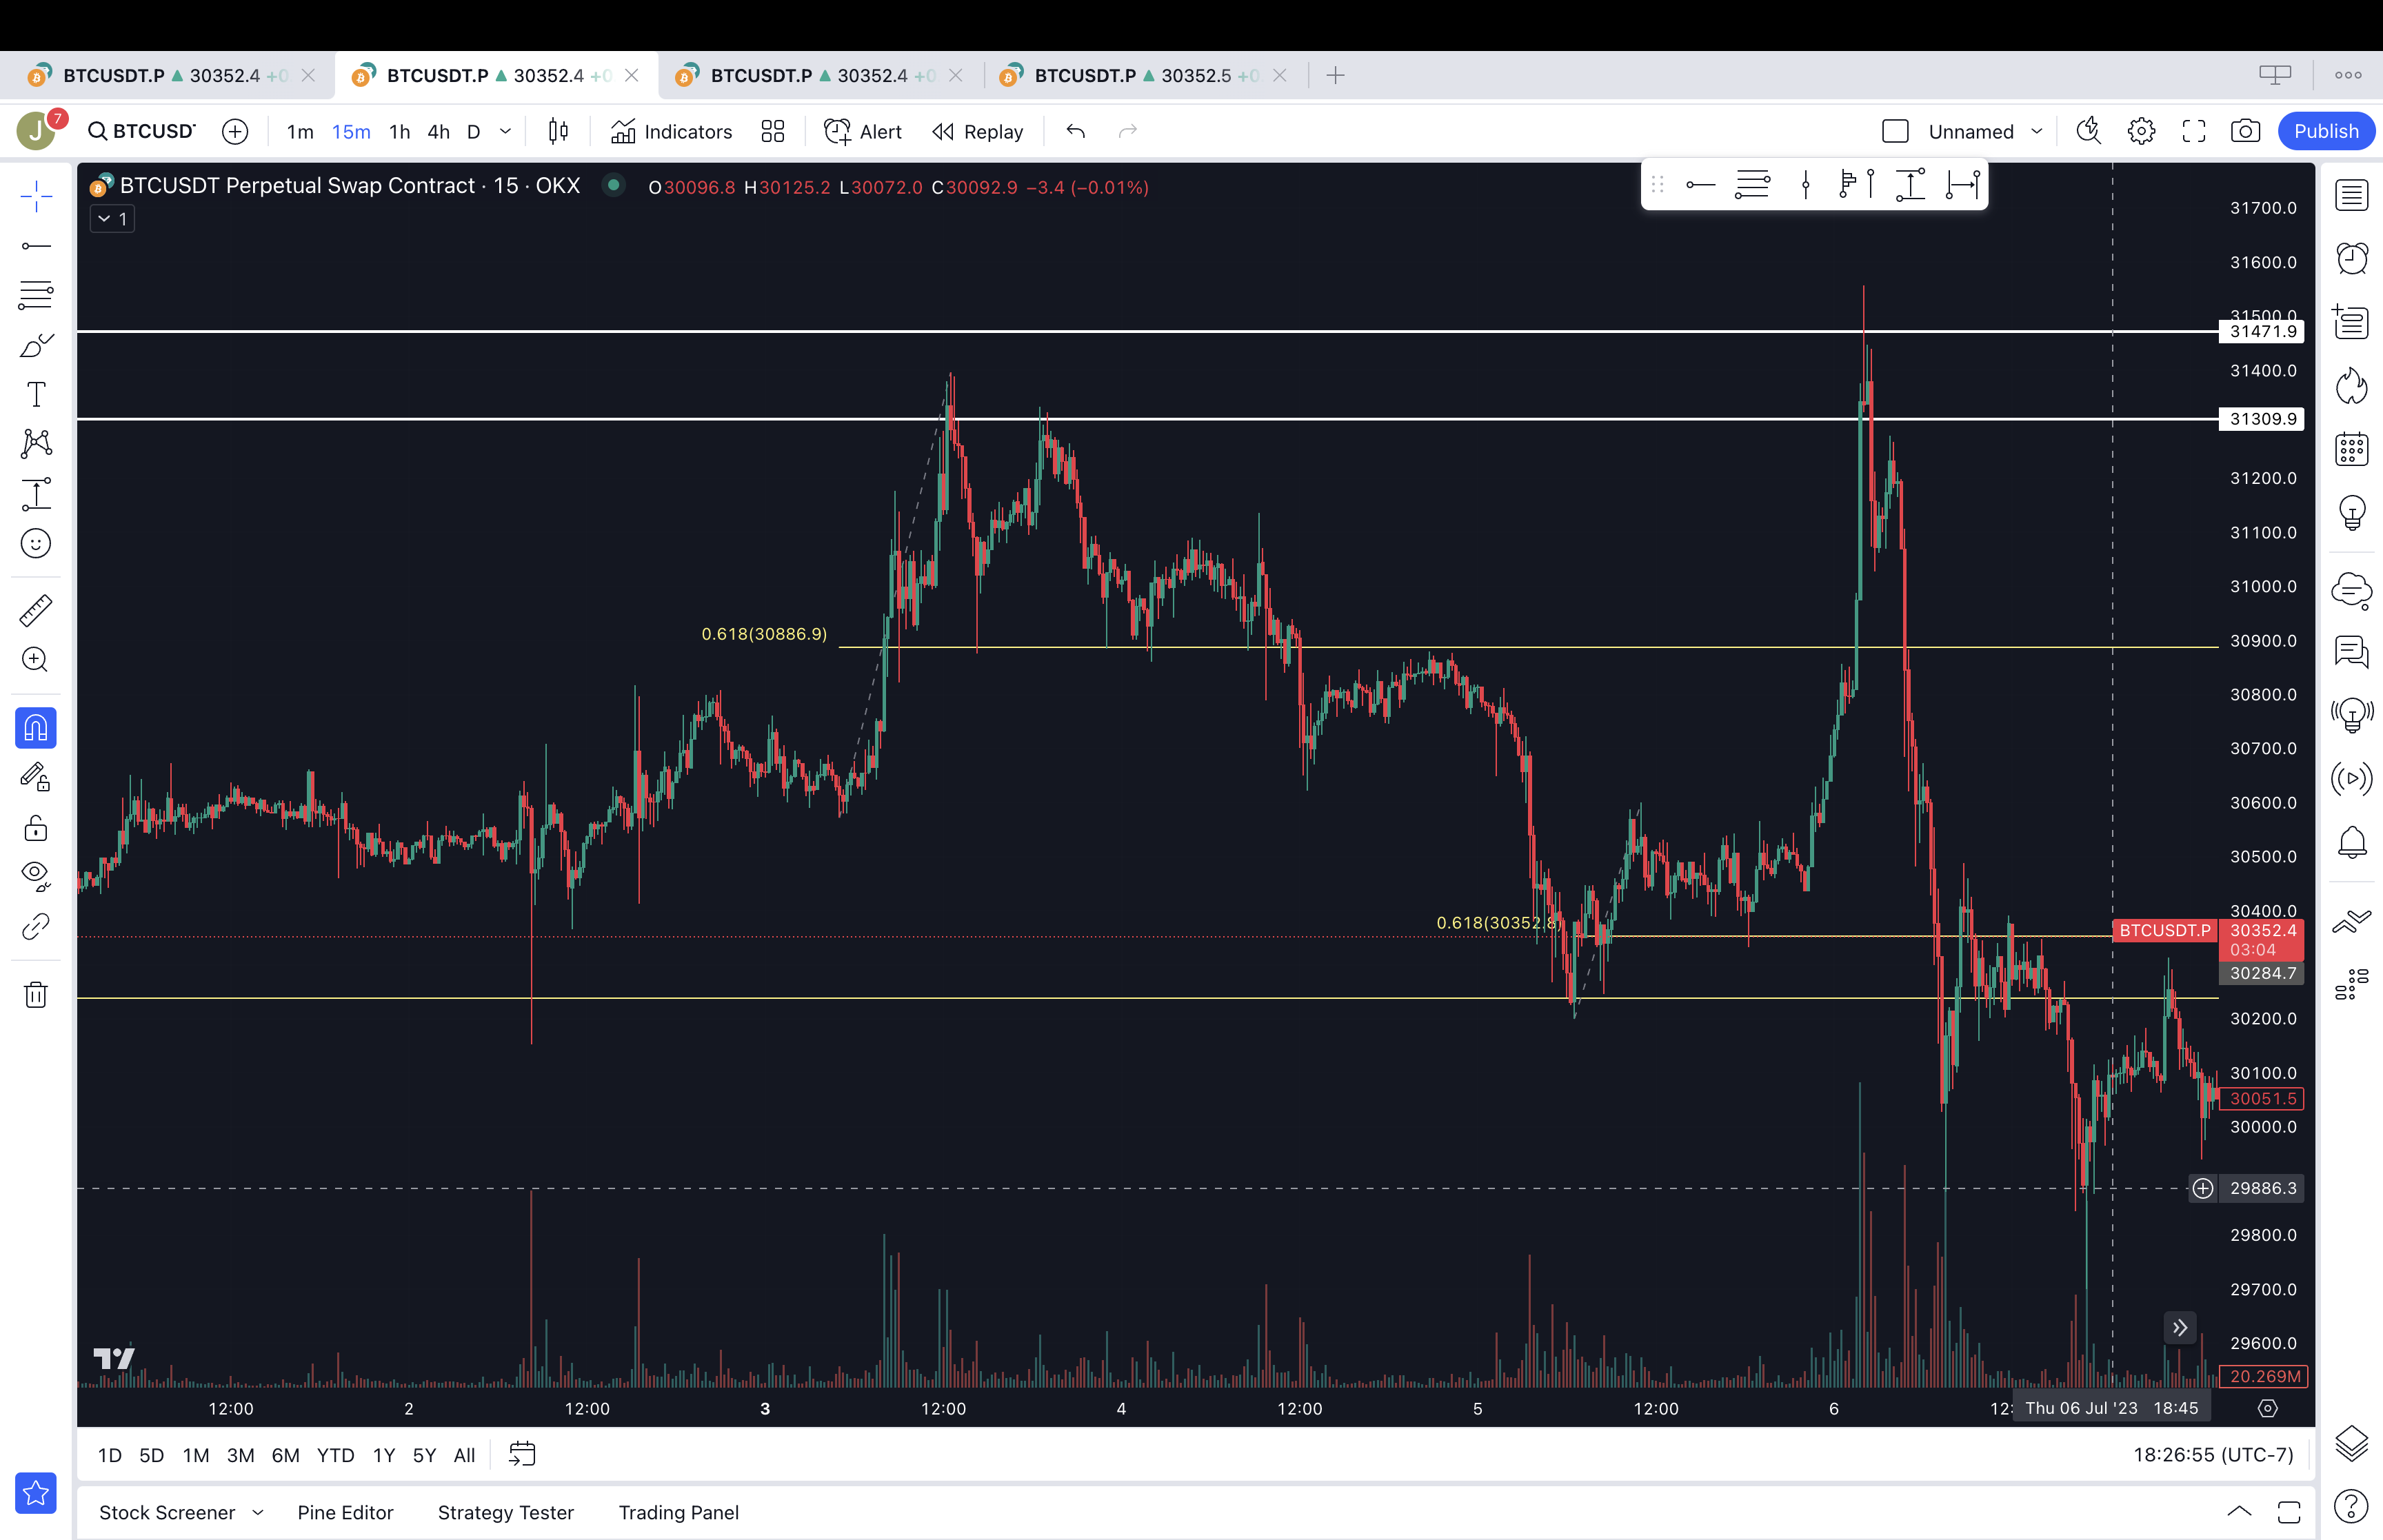 BTCUSDT.P 30352.4 +0
BTCUSDT.P 30352.4 +0
BTCUSDT.P 30352.4 +0
BTCUSDT.P 30352.5 +0
J 7 BTCUSD 1m 15m 1h 4h D Indicators Alert Replay Unnamed Publish
BTCUSDT Perpetual Swap Contract · 15 · OKX O30096.8 H30125.2 L30072.0 C30092.9 −3.4 (−0.01%)
1
31700.0
31600.0
31500.0
31471.9
31400.0
31309.9
31200.0
31100.0
31000.0
0.618(30886.9)
30900.0
30800.0
30700.0
30600.0
30500.0
30400.0
0.618(30352.8)
BTCUSDT.P 30352.4
03:04
30284.7
30200.0
30100.0
30051.5
30000.0
29886.3
29800.0
29700.0
29600.0
20.269M
12:00 2 12:00 3 12:00 4 12:00 5 12:00 6 12: Thu 06 Jul '23 18:45
1D 5D 1M 3M 6M YTD 1Y 5Y All 18:26:55 (UTC-7)
Stock Screener Pine Editor Strategy Tester Trading Panel